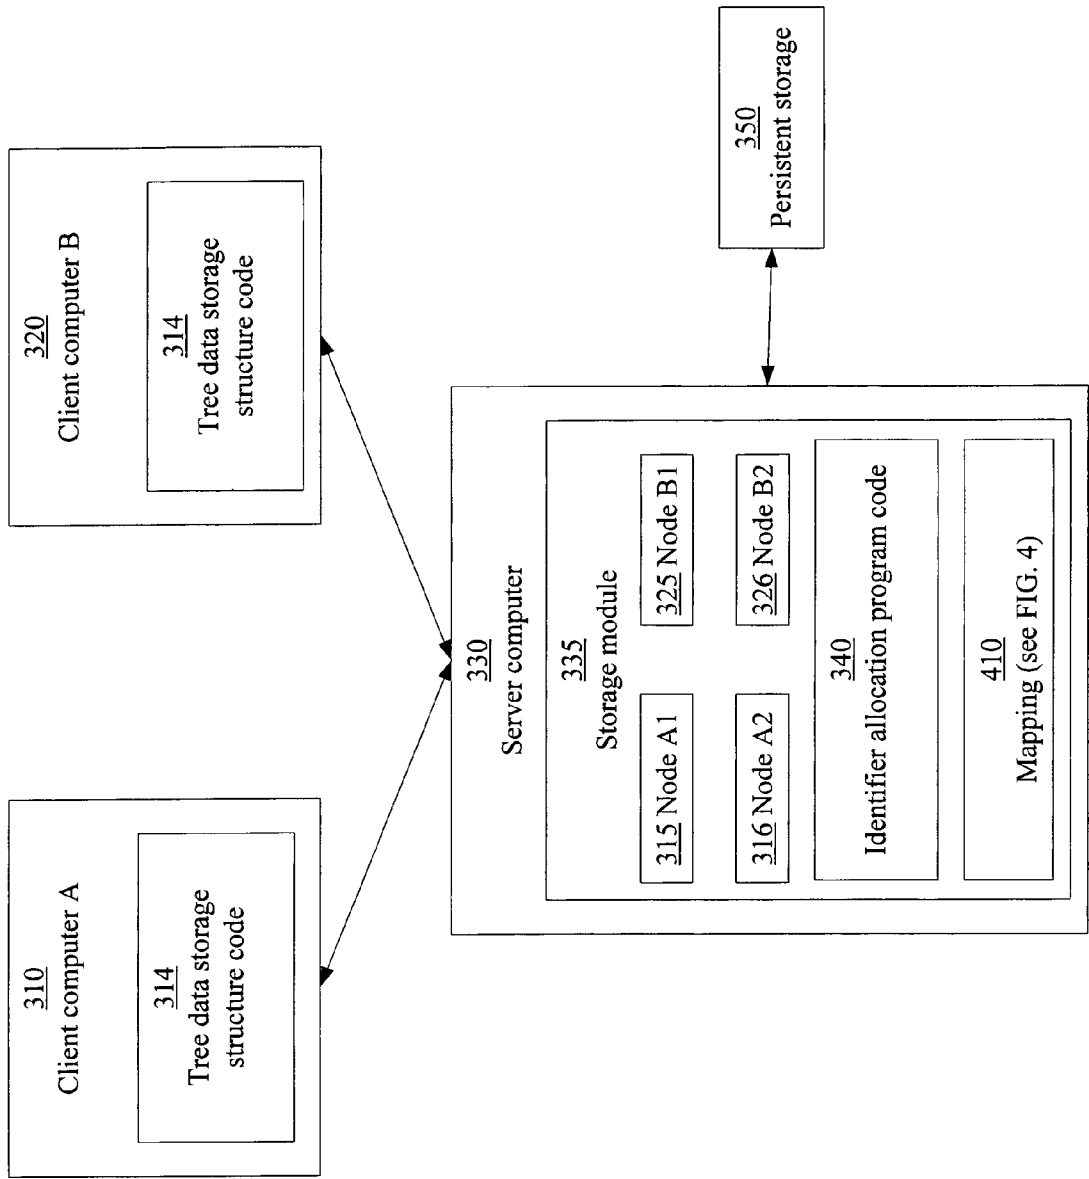 310
Client computer A
314
Tree data storage
structure code
320
Client computer B
314
Tree data storage
structure code
330
Server computer
335
Storage module
315 Node A1
325 Node B1
316 Node A2
326 Node B2
340
Identifier allocation program code
410
Mapping (see FIG. 4)
350
Persistent storage